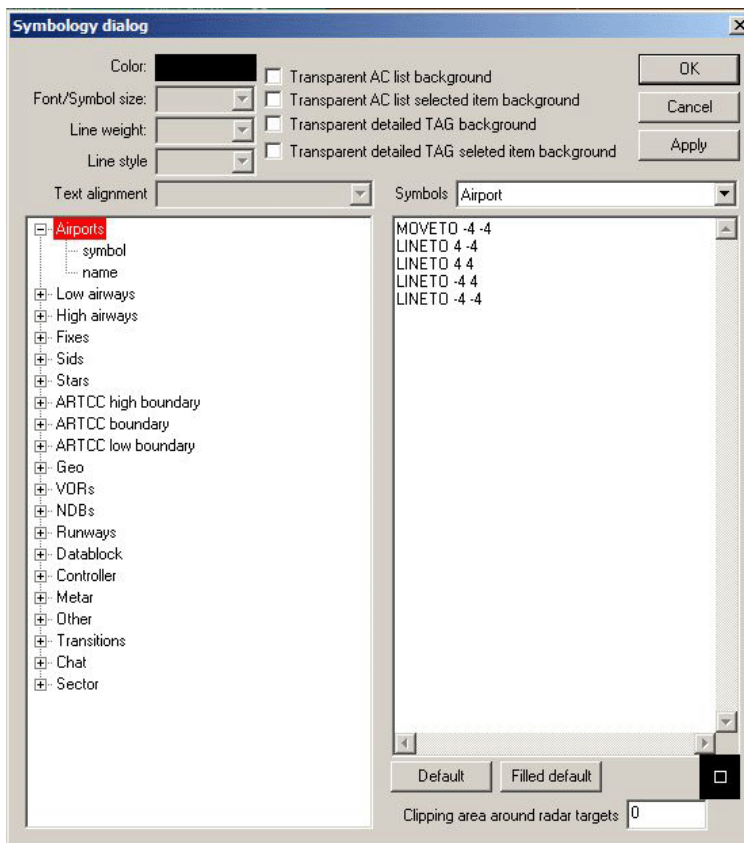 Symbology dialog
Color:
Transparent AC list background
OK
Font/Symbol size:
Transparent AC list selected item background
Cancel
Line weight:
Transparent detailed TAG background
Line style
Transparent detailed TAG seleted item background
Apply
Text alignment
Symbols
Airport
Airports
symbol
name
Low airways
High airways
Fixes
Sids
Stars
ARTCC high boundary
ARTCC boundary
ARTCC low boundary
Geo
VORs
NDBs
Runways
Datablock
Controller
Metar
Other
Transitions
Chat
Sector
MOVETO -4 -4
LINETO 4 -4
LINETO 4 4
LINETO -4 4
LINETO -4 -4
Default
Filled default
Clipping area around radar targets
0